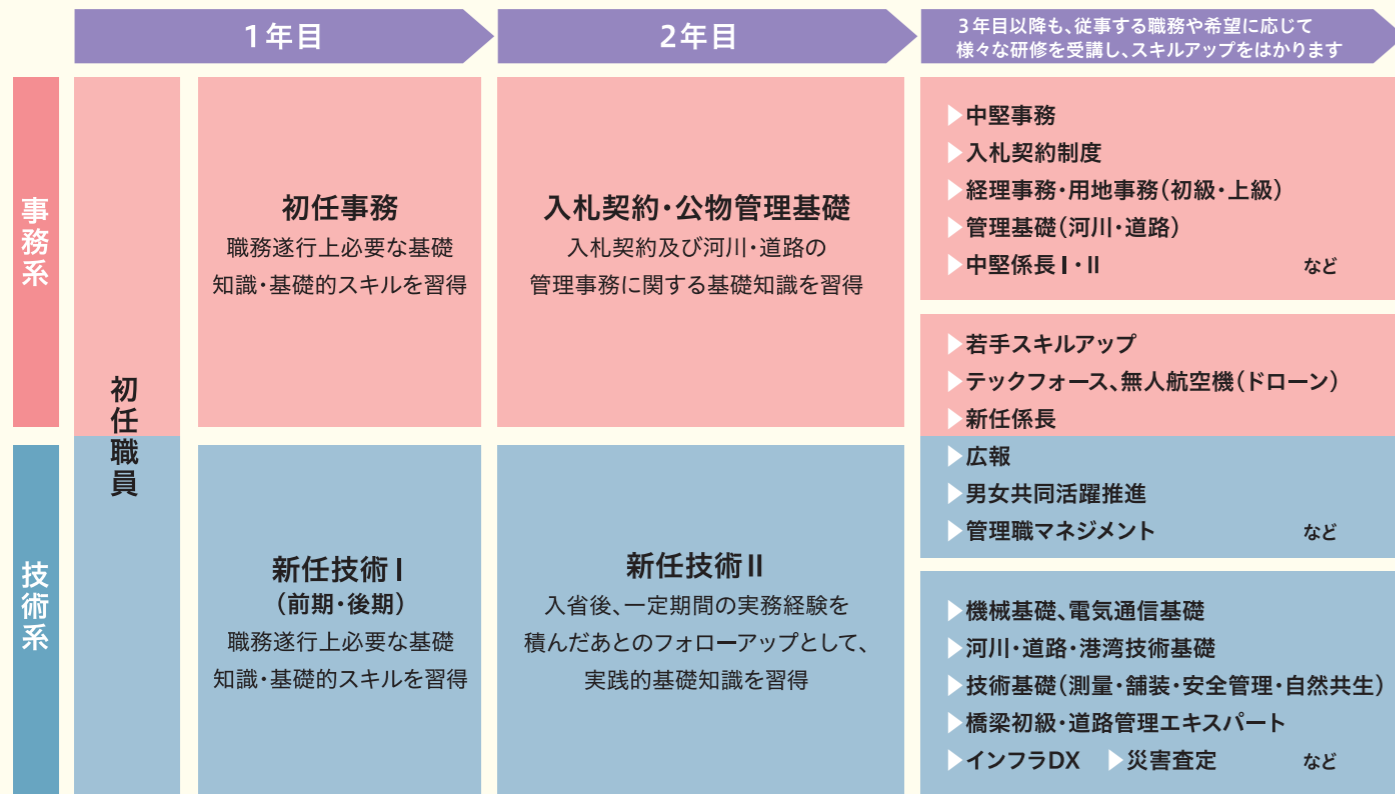 1年目
2年目
3年目以降も、従事する職務や希望に応じて
様々な研修を受講し、スキルアップをはかります
事務系
初任職員
初任事務
職務遂行上必要な基礎
知識・基礎的スキルを習得
入札契約・公物管理基礎
入札契約及び河川・道路の
管理事務に関する基礎知識を習得
▶中堅事務
▶入札契約制度
▶経理事務・用地事務(初級・上級)
▶管理基礎(河川・道路)
▶中堅係長Ⅰ・Ⅱ など
▶若手スキルアップ
▶テックフォース、無人航空機(ドローン)
▶新任係長
▶広報
▶男女共同活躍推進
▶管理職マネジメント など
技術系
新任技術Ⅰ
(前期・後期)
職務遂行上必要な基礎
知識・基礎的スキルを習得
新任技術Ⅱ
入省後、一定期間の実務経験を
積んだあとのフォローアップとして、
実践的基礎知識を習得
▶機械基礎、電気通信基礎
▶河川・道路・港湾技術基礎
▶技術基礎(測量・舗装・安全管理・自然共生)
▶橋梁初級・道路管理エキスパート
▶インフラDX ▶災害査定 など